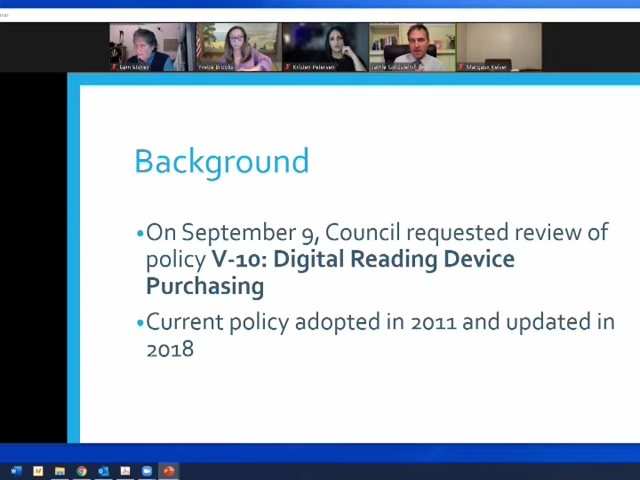 Kristen Petersen
Background
•On September 9, Council requested review of
policy V-10: Digital Reading Device
Purchasing
•Current policy adopted in 2011 and updated in
2018